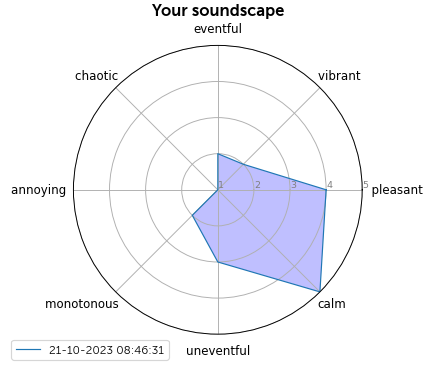 Your soundscape
eventful
chaotic
vibrant
annoying
1
2
3
4
5
pleasant
monotonous
calm
21-10-2023 08:46:31
uneventful